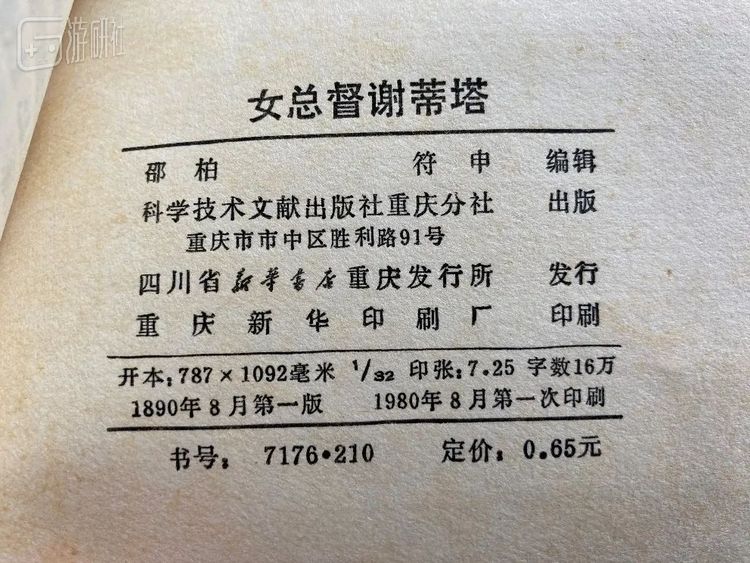 游研社
女总督谢蒂塔
邵柏 符申 编辑
科学技术文献出版社重庆分社 出版
重庆市市中区胜利路91号
四川省新华书店重庆发行所 发行
重庆新华印刷厂 印刷
开本:787×1092毫米 1/32 印张:7.25 字数16万
1890年8月第一版 1980年8月第一次印刷
书号:7176·210 定价:0.65元